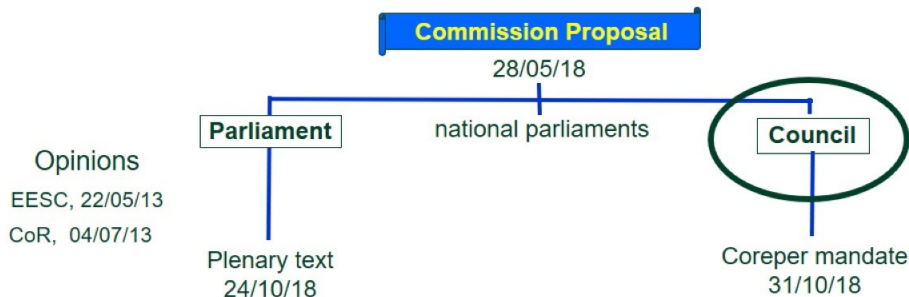 Commission Proposal
28/05/18
Parliament
national parliaments
Council
Opinions
EESC, 22/05/13
CoR, 04/07/13
Plenary text
24/10/18
Coreper mandate
31/10/18